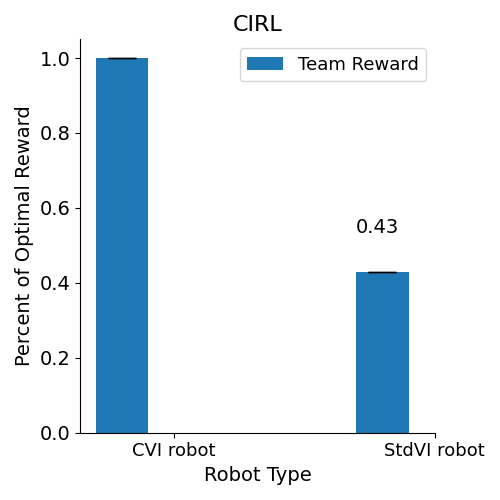 CIRL
Team Reward
Percent of Optimal Reward
1.0
0.8
0.6
0.4
0.2
0.0
0.43
CVI robot
StdVI robot
Robot Type